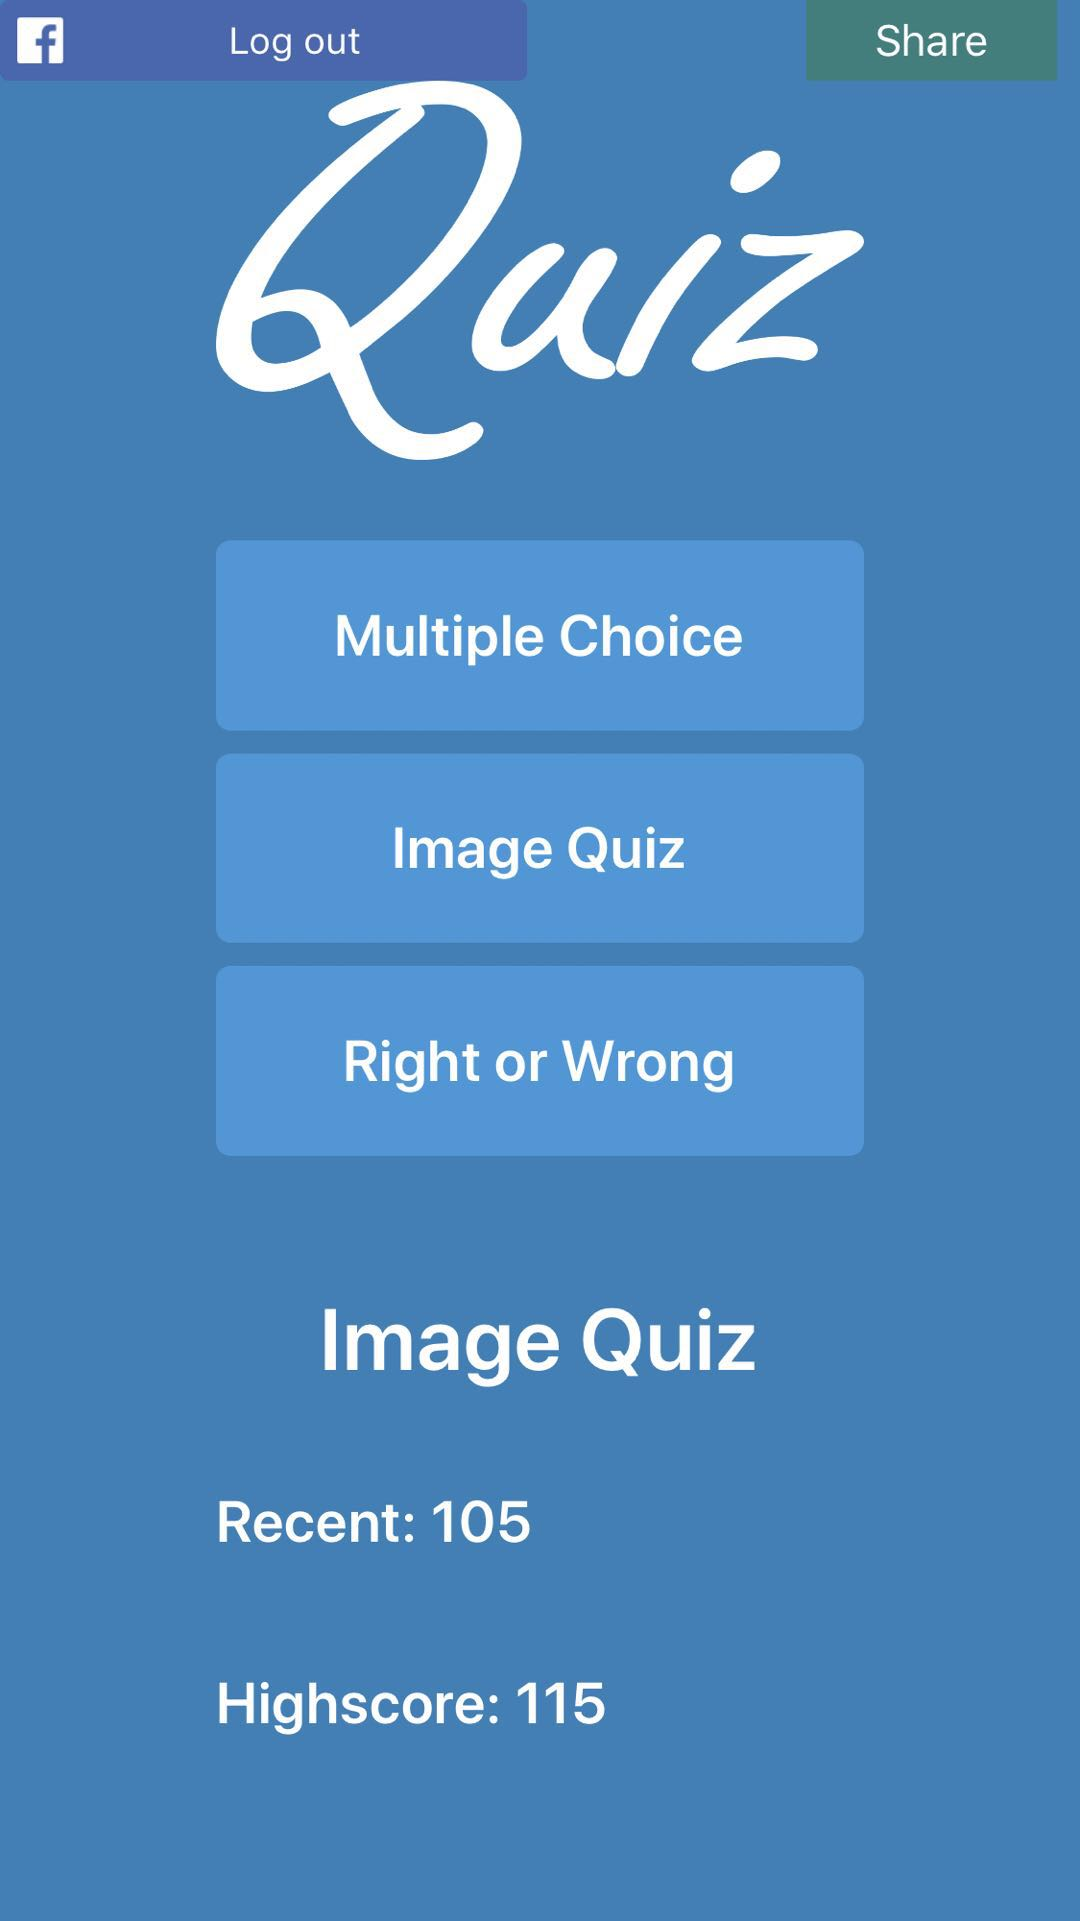 Log out
Share
Quiz
Multiple Choice
Image Quiz
Right or Wrong
Image Quiz
Recent: 105
Highscore: 115